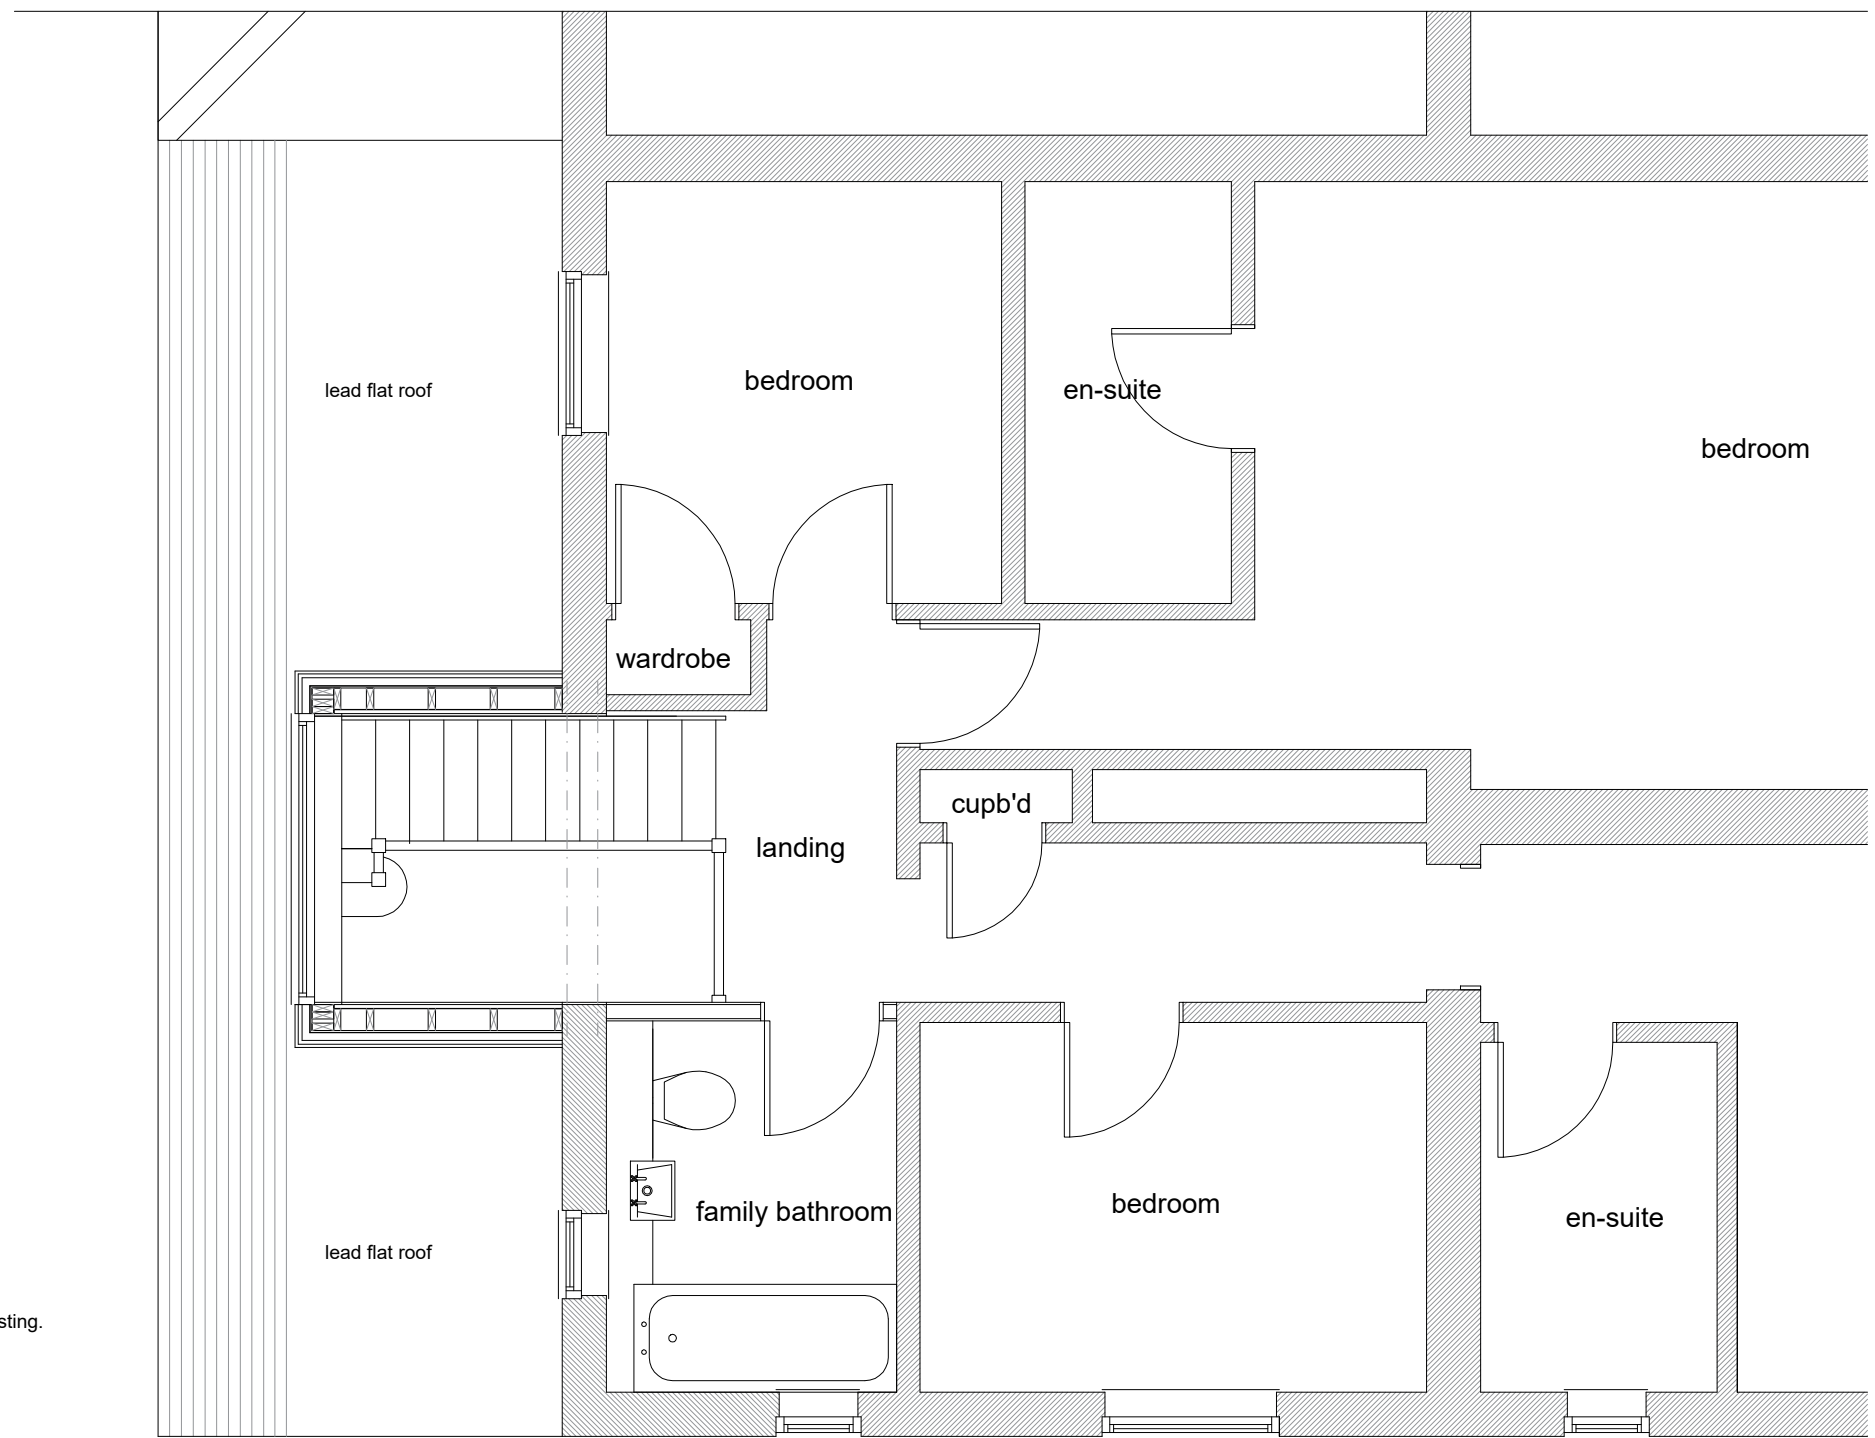 bedroom
lead flat roof
en-suite
bedroom
wardrobe
cupb'd
landing
bedroom
family bathroom
en-suite
lead flat roof
sting.